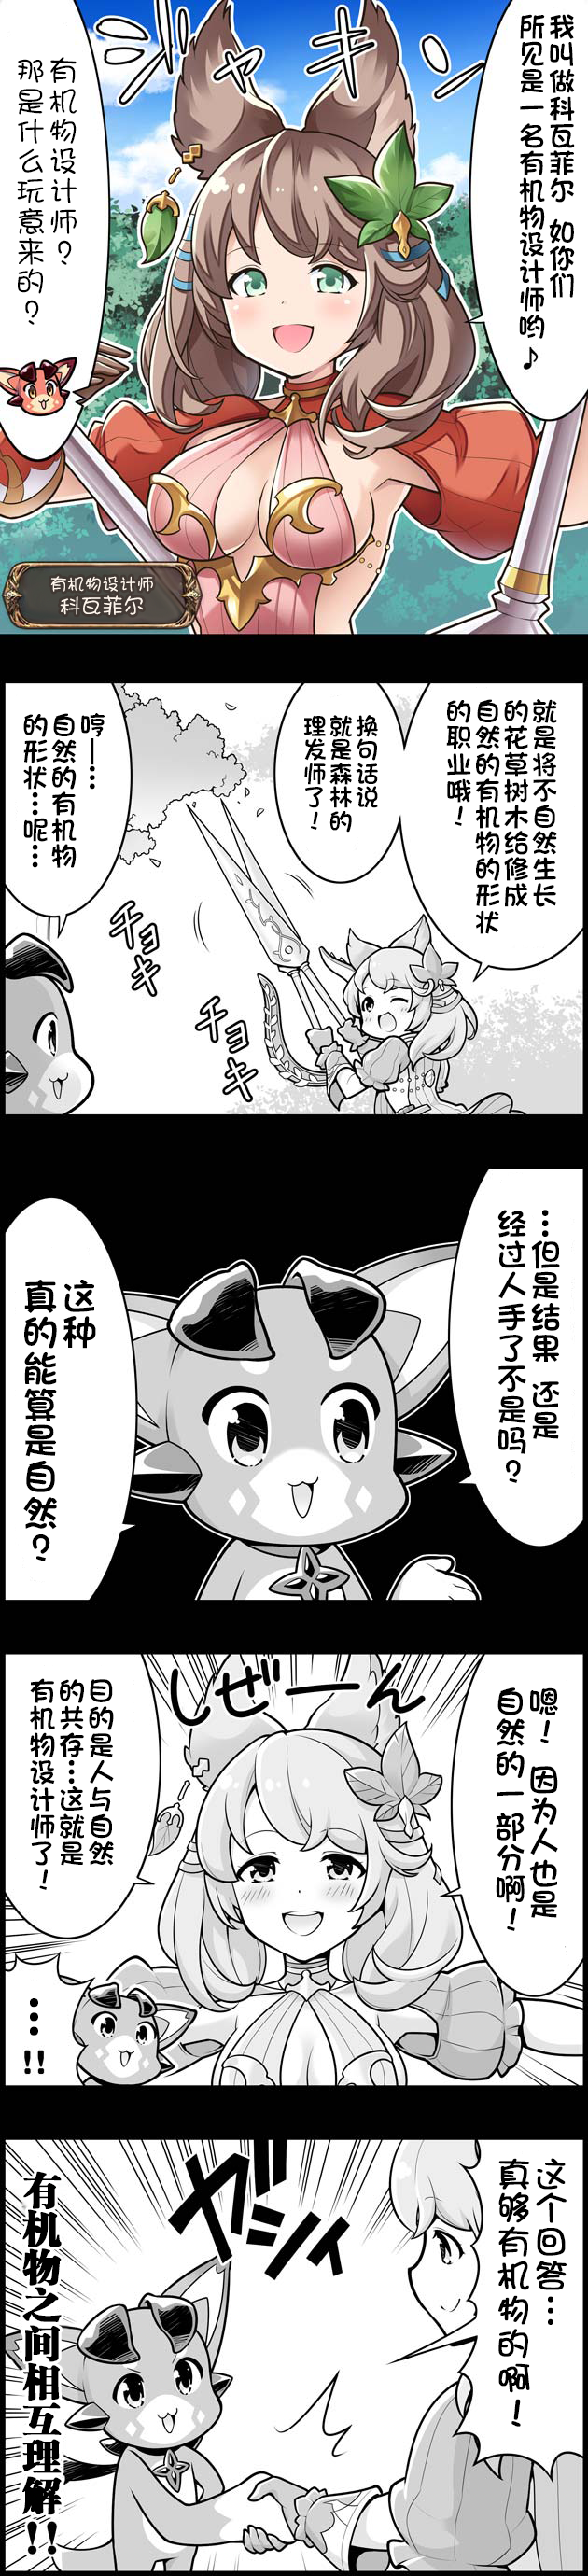 我叫做科瓦菲尔 如你们
所见是一名有机物设计师哟♪
ジャキン
有机物设计师？
那是什么玩意来的？
有机物设计师
科瓦菲尔
就是将不自然生长
的花草树木给修成
自然的有机物的形状
的职业哦！
换句话说
就是森林的
理发师了！
チョキ
チョキ
哼—…
自然的有机物
的形状…呢…
…但是结果 还是
经过人手了不是吗？
这种
真的能算是自然？
嗯！ 因为人也是
自然的一部分啊！
しぜーん
目的是人与自然
的共存…这就是
有机物设计师了！
…!!
这个回答…
真够有机物的啊！
ガシィ
有机物之间相互理解!!